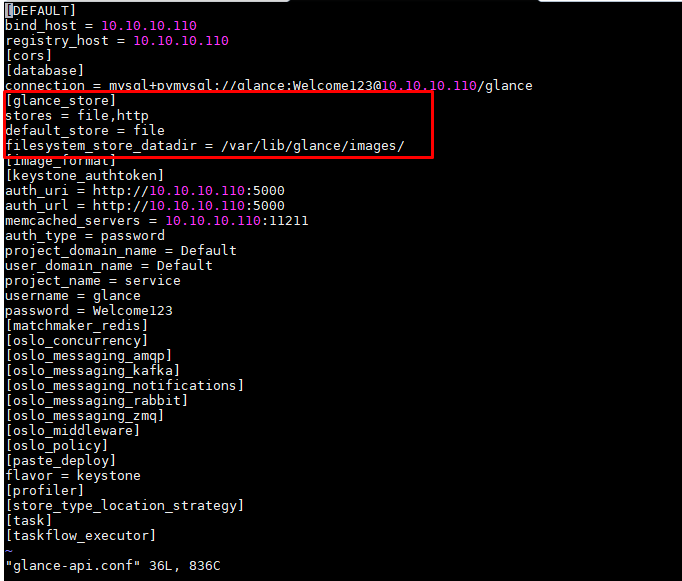 [DEFAULT]
bind_host = 10.10.10.110
registry_host = 10.10.10.110
[cors]
[database]
connection = mysql+pymysql://glance:Welcome123@10.10.10.110/glance
[glance_store]
stores = file,http
default_store = file
filesystem_store_datadir = /var/lib/glance/images/
[image_format]
[keystone_authtoken]
auth_uri = http://10.10.10.110:5000
auth_url = http://10.10.10.110:5000
memcached_servers = 10.10.10.110:11211
auth_type = password
project_domain_name = Default
user_domain_name = Default
project_name = service
username = glance
password = Welcome123
[matchmaker_redis]
[oslo_concurrency]
[oslo_messaging_amqp]
[oslo_messaging_kafka]
[oslo_messaging_notifications]
[oslo_messaging_rabbit]
[oslo_messaging_zmq]
[oslo_middleware]
[oslo_policy]
[paste_deploy]
flavor = keystone
[profiler]
[store_type_location_strategy]
[task]
[taskflow_executor]
~
"glance-api.conf" 36L, 836C